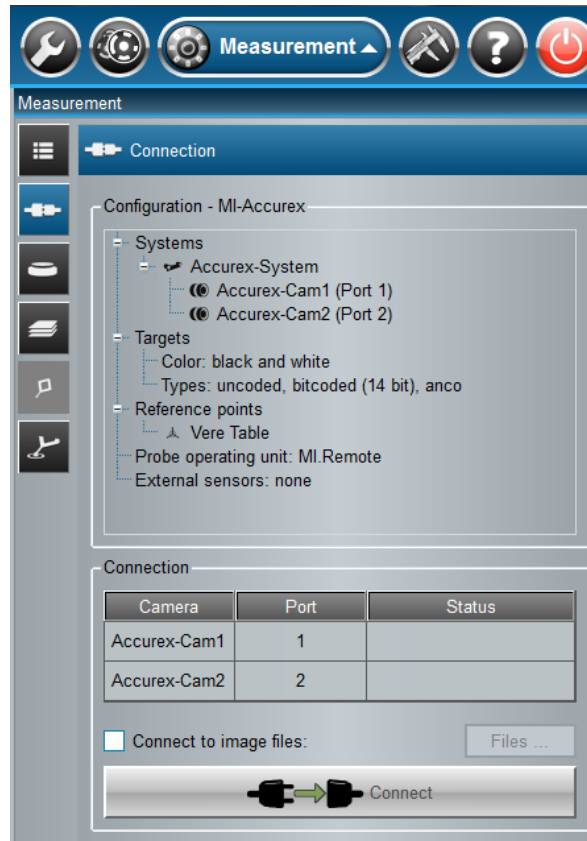 Measurement
?
Measurement
Connection
Configuration - MI-Accurex
Systems
Accurex-System
Accurex-Cam1 (Port 1)
Accurex-Cam2 (Port 2)
Targets
Color: black and white
Types: uncoded, bitcoded (14 bit), anco
Reference points
Vere Table
Probe operating unit: MI.Remote
External sensors: none
Connection
Camera Port Status
Accurex-Cam1 1
Accurex-Cam2 2
Connect to image files: Files ...
Connect